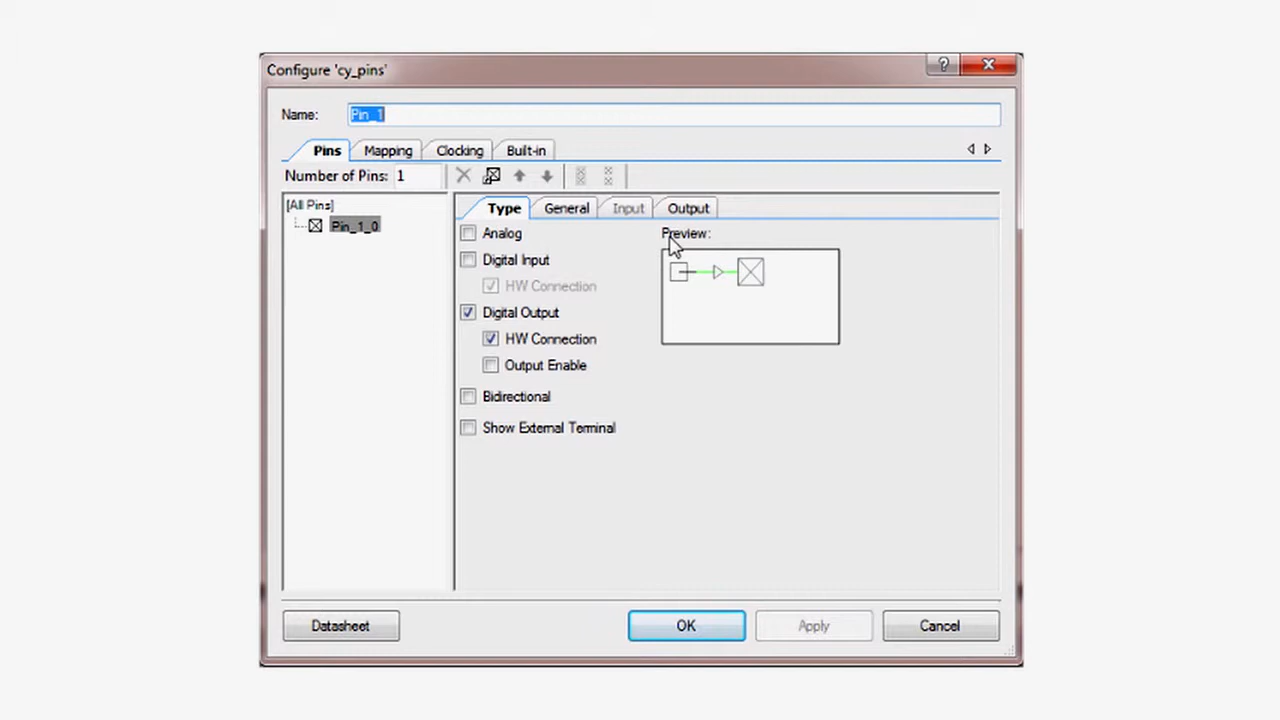 Configure 'cy_pins'
?
Name: Pin_1
Pins Mapping Clocking Built-in
Number of Pins: 1
[All Pins]
Pin_1_0
Type General Input Output
Analog
Preview:
Digital Input
HW Connection
Digital Output
HW Connection
Output Enable
Bidirectional
Show External Terminal
Datasheet OK Apply Cancel